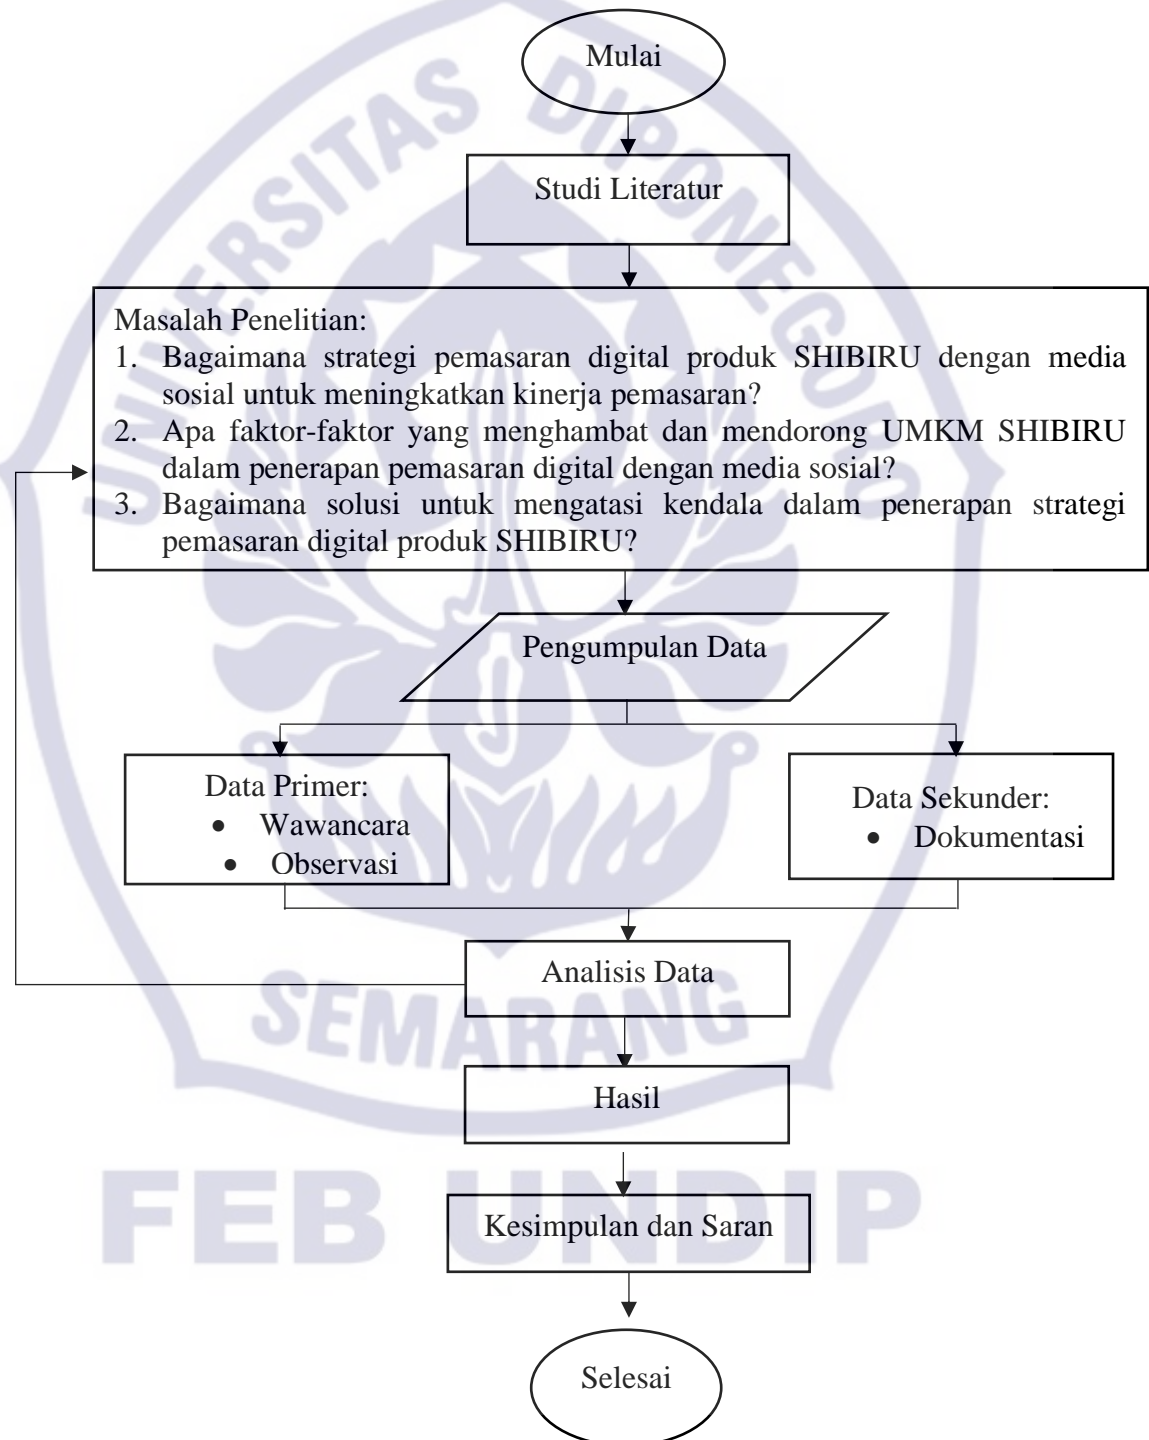 Mulai
Studi Literatur
Masalah Penelitian:
1. Bagaimana strategi pemasaran digital produk SHIBIRU dengan media
sosial untuk meningkatkan kinerja pemasaran?
2. Apa faktor-faktor yang menghambat dan mendorong UMKM SHIBIRU
dalam penerapan pemasaran digital dengan media sosial?
3. Bagaimana solusi untuk mengatasi kendala dalam penerapan strategi
pemasaran digital produk SHIBIRU?
Pengumpulan Data
Data Primer:
• Wawancara
• Observasi
Data Sekunder:
• Dokumentasi
Analisis Data
Hasil
Kesimpulan dan Saran
Selesai
UNIVERSITAS DIPONEGORO
SEMARANG
FEB UNDIP